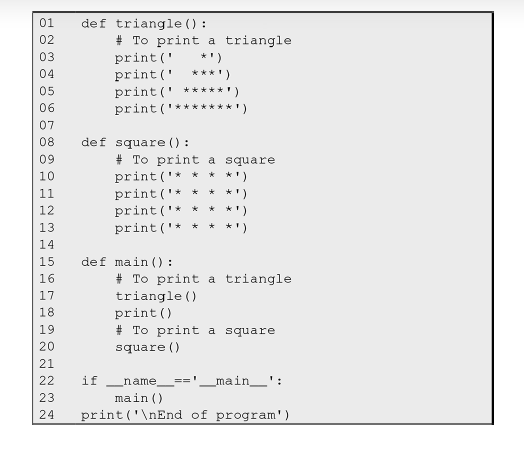 01 def triangle():
02     # To print a triangle
03     print('   *')
04     print('  ***')
05     print(' *****')
06     print('*******')
07
08 def square():
09     # To print a square
10     print('* * * *')
11     print('* * * *')
12     print('* * * *')
13     print('* * * *')
14
15 def main():
16     # To print a triangle
17     triangle()
18     print()
19     # To print a square
20     square()
21
22 if __name__=='__main__':
23     main()
24 print('\nEnd of program')